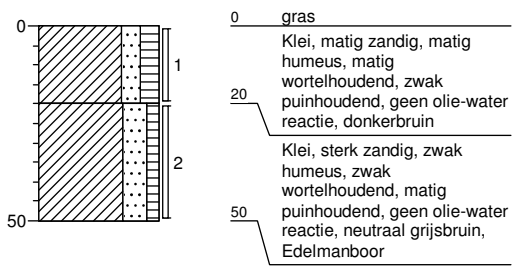 0
1
2
50
0 gras
Klei, matig zandig, matig
humeus, matig
wortelhoudend, zwak
20
puinhoudend, geen olie-water
reactie, donkerbruin
Klei, sterk zandig, zwak
humeus, zwak
wortelhoudend, matig
50
puinhoudend, geen olie-water
reactie, neutraal grijsbruin,
Edelmanboor